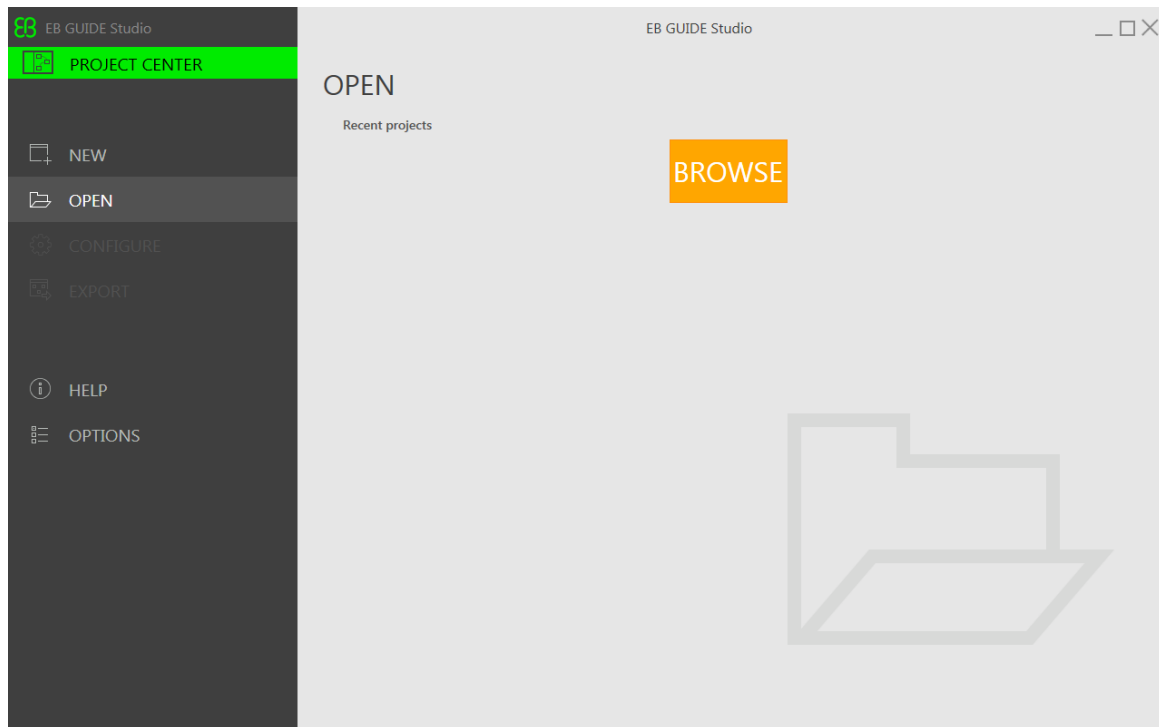 EB GUIDE Studio
EB GUIDE Studio
PROJECT CENTER
NEW
OPEN
CONFIGURE
EXPORT
HELP
OPTIONS
OPEN
Recent projects
BROWSE